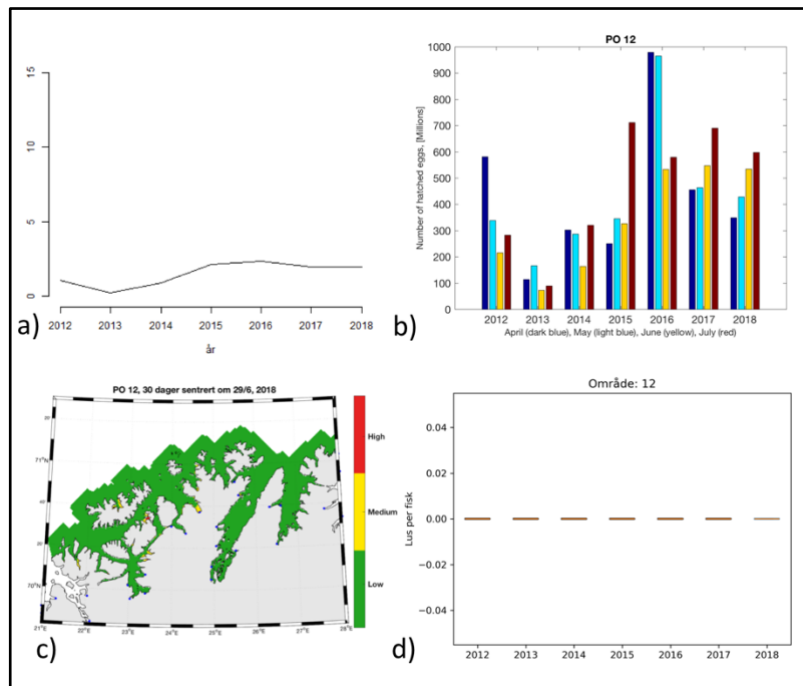 15
10
5
0
2012 2013 2014 2015 2016 2017 2018
år
a)
PO 12
1000
900
800
700
600
500
400
300
200
100
0
Number of hatched eggs, [Millions]
2012 2013 2014 2015 2016 2017 2018
April (dark blue), May (light blue), June (yellow), July (red)
b)
PO 12, 30 dager sentrert om 29/6, 2018
71°N
70°N
21°E 22°E 23°E 24°E 25°E 26°E 27°E 28°E
High
Medium
Low
c)
Område: 12
0.04
0.02
0.00
−0.02
−0.04
Lus per fisk
2012 2013 2014 2015 2016 2017 2018
d)